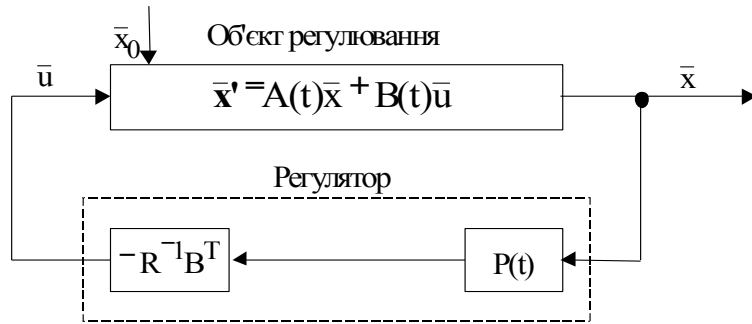 x̄₀
Об'єкт регулювання
ū
x̄' = A(t)x̄ + B(t)ū
x̄
Регулятор
−R⁻¹Bᵀ
P(t)